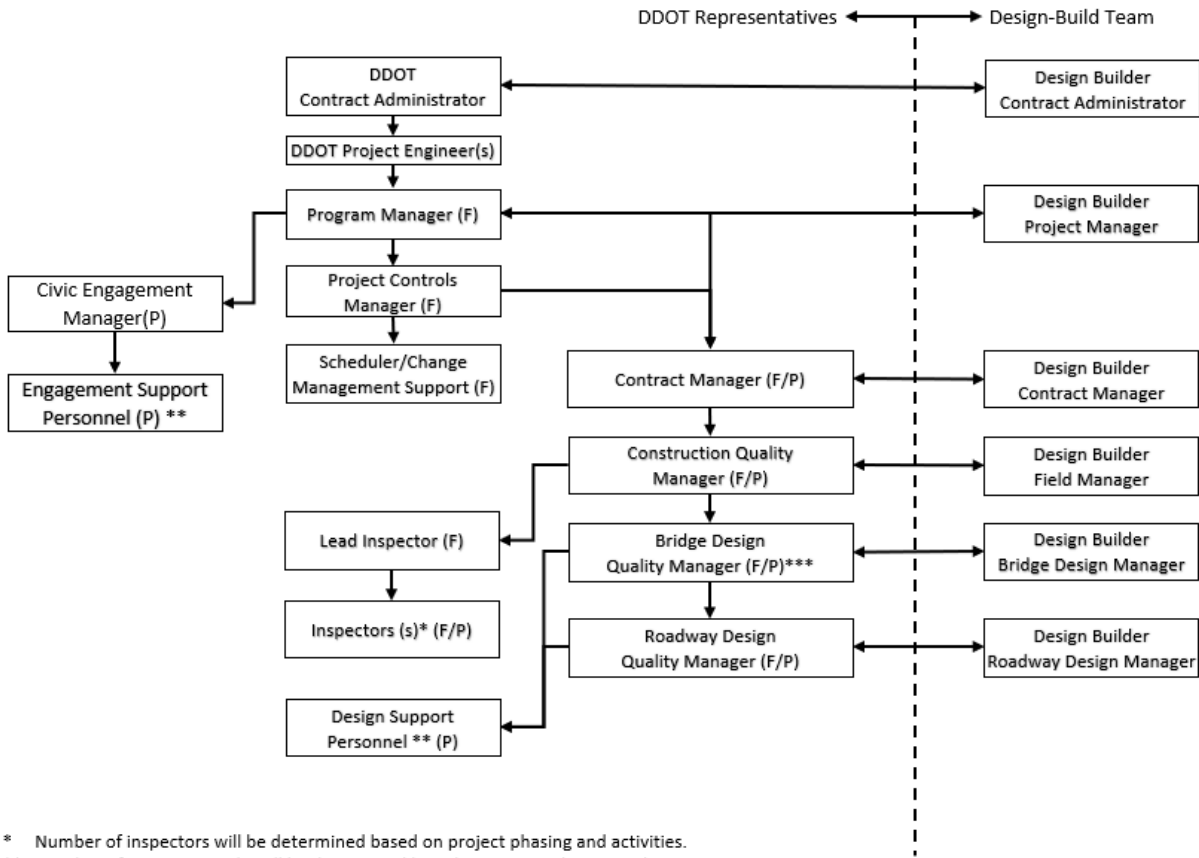 DDOT Representatives
Design-Build Team
DDOT
Contract Administrator
Design Builder
Contract Administrator
DDOT Project Engineer(s)
Program Manager (F)
Design Builder
Project Manager
Civic Engagement
Manager(P)
Project Controls
Manager (F)
Engagement Support
Personnel (P) **
Scheduler/Change
Management Support (F)
Contract Manager (F/P)
Design Builder
Contract Manager
Construction Quality
Manager (F/P)
Design Builder
Field Manager
Lead Inspector (F)
Bridge Design
Quality Manager (F/P)***
Design Builder
Bridge Design Manager
Inspectors (s)* (F/P)
Roadway Design
Quality Manager (F/P)
Design Builder
Roadway Design Manager
Design Support
Personnel ** (P)
* Number of inspectors will be determined based on project phasing and activities.